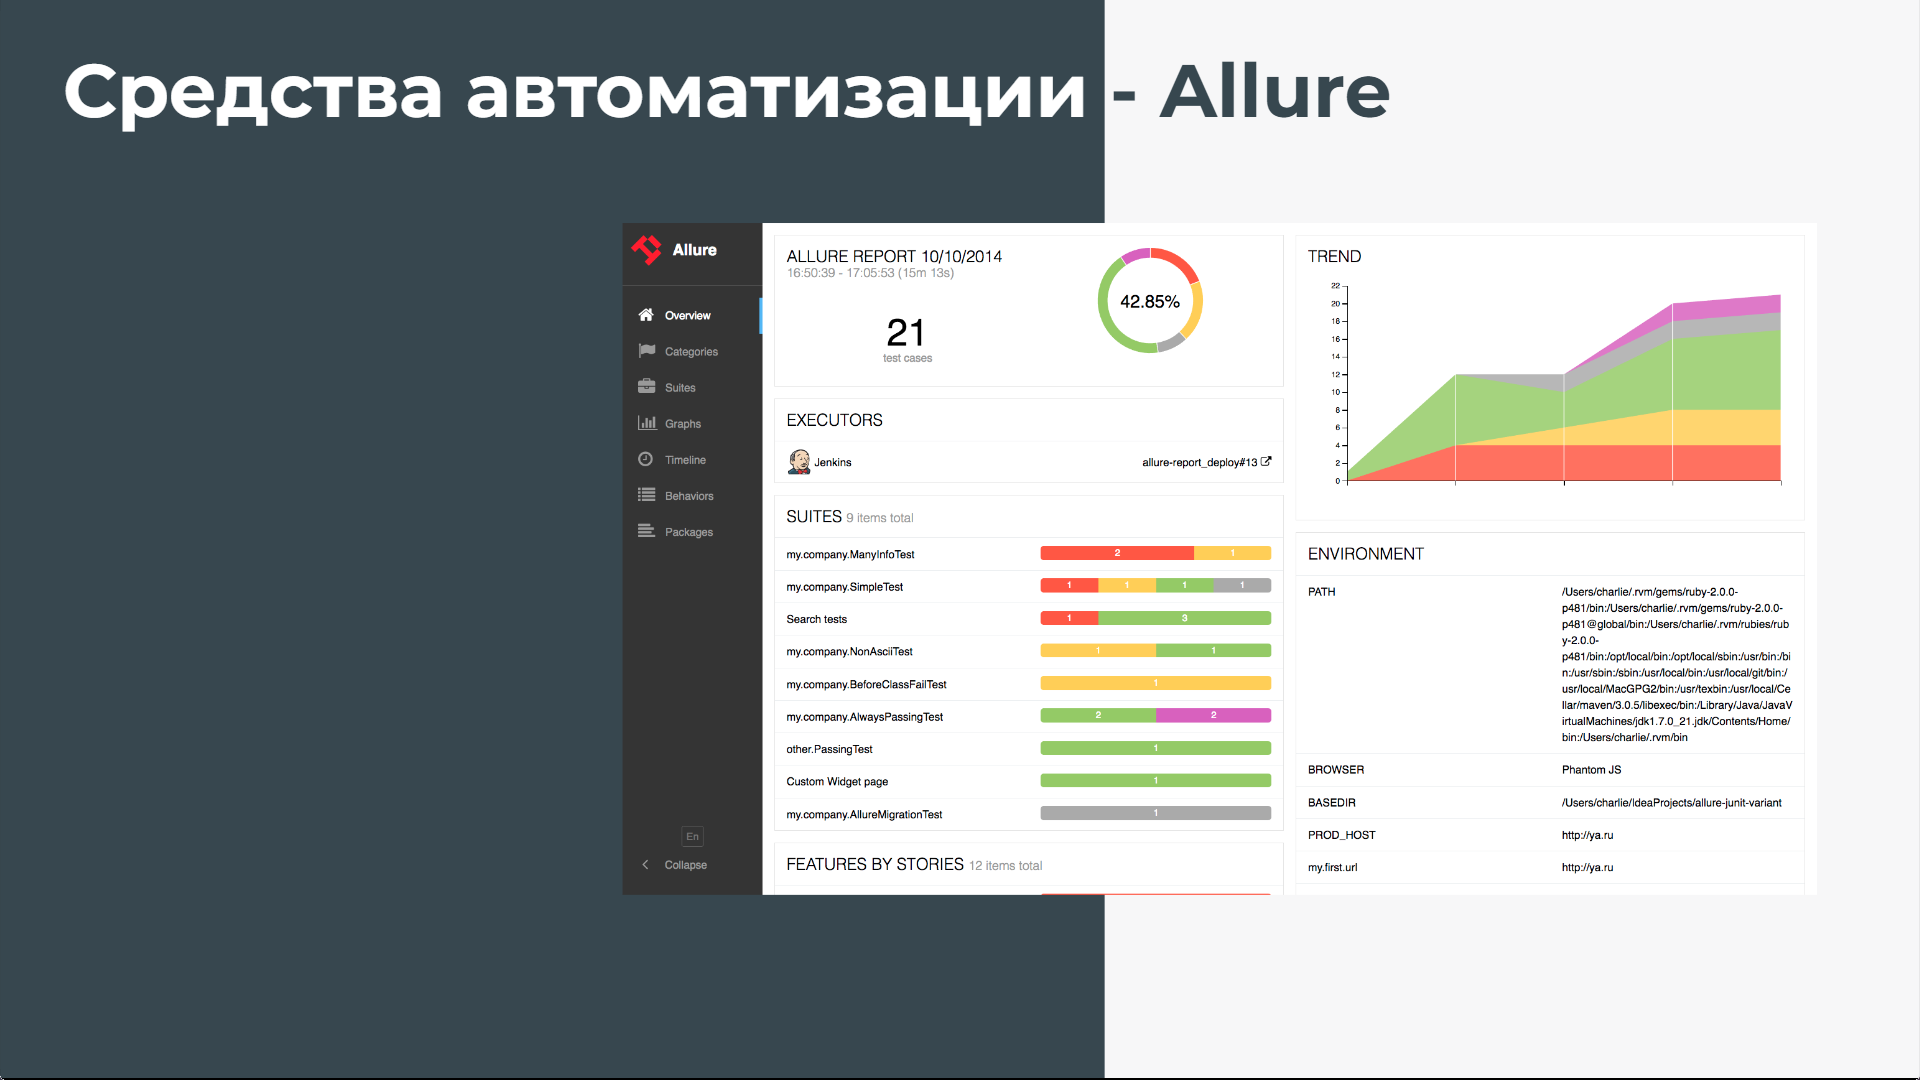 Средства автоматизации - Allure
Allure
Overview
Categories
Suites
Graphs
Timeline
Behaviors
Packages
En
Collapse
ALLURE REPORT 10/10/2014
16:50:39 - 17:05:53 (15m 13s)
21
test cases
42.85%
EXECUTORS
Jenkins allure-report_deploy#13
SUITES 9 items total
my.company.ManyInfoTest 2 1
my.company.SimpleTest 1 1 1 1
Search tests 1 3
my.company.NonAsciiTest 1 1
my.company.BeforeClassFailTest 1
my.company.AlwaysPassingTest 2 2
other.PassingTest 1
Custom Widget page 1
my.company.AllureMigrationTest 1
FEATURES BY STORIES 12 items total
TREND
22
20
18
16
14
12
10
8
6
4
2
0
ENVIRONMENT
PATH /Users/charlie/.rvm/gems/ruby-2.0.0-
p481/bin:/Users/charlie/.rvm/gems/ruby-2.0.0-
p481@global/bin:/Users/charlie/.rvm/rubies/rub
y-2.0.0-
p481/bin:/opt/local/bin:/opt/local/sbin:/usr/bin:/bi
n:/usr/sbin:/sbin:/usr/local/bin:/usr/local/git/bin:/
usr/local/MacGPG2/bin:/usr/texbin:/usr/local/Ce
llar/maven/3.0.5/libexec/bin:/Library/Java/JavaV
irtualMachines/jdk1.7.0_21.jdk/Contents/Home/
bin:/Users/charlie/.rvm/bin
BROWSER Phantom JS
BASEDIR /Users/charlie/IdeaProjects/allure-junit-variant
PROD_HOST http://ya.ru
my.first.url http://ya.ru